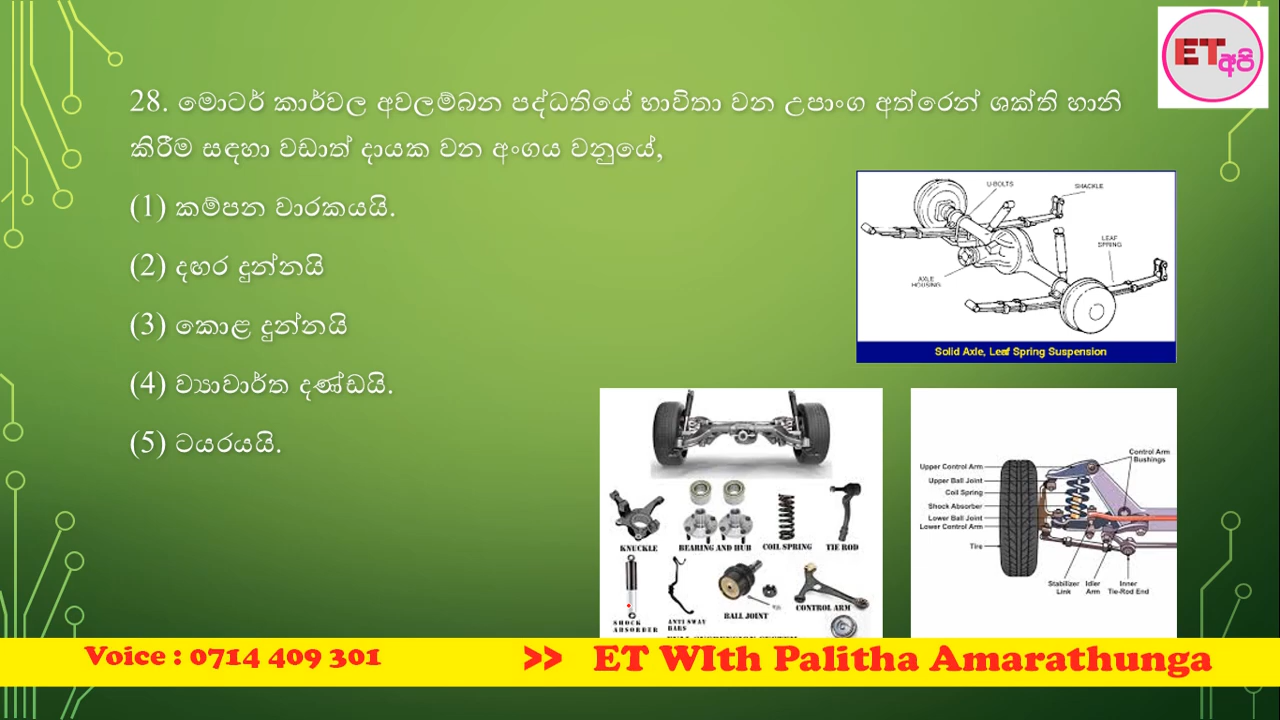 28. මොටර් කාර්වල අවලම්බන පද්ධතියේ භාවිතා වන උපාංග අත්රෙන් ශක්ති හානි
කිරීම සඳහා වඩාත් දායක වන අංගය වනුයේ,
(1) කම්පන වාරකයයි.
(2) දඟර දුන්නයි
(3) කොළ දුන්නයි
(4) ව්‍යාවාර්ත දණ්ඩයි.
(5) ටයරයයි.
ET අපි
U-BOLTS
SHACKLE
LEAF
SPRING
AXLE
HOUSING
Solid Axle, Leaf Spring Suspension
KNUCKLE
BEARING AND HUB
COIL SPRING
TIE ROD
SHOCK
ABSORDER
ANTI SWAY
BARS
BALL JOINT
CONTROL ARM
Control Arm
Bushings
Upper Control Arm
Upper Ball Joint
Coil Spring
Shock Absorber
Lower Ball Joint
Lower Control Arm
Tire
Stabilizer
Link
Idler
Arm
Inner
Tie-Rod End
Voice : 0714 409 301
>> ET WIth Palitha Amarathunga